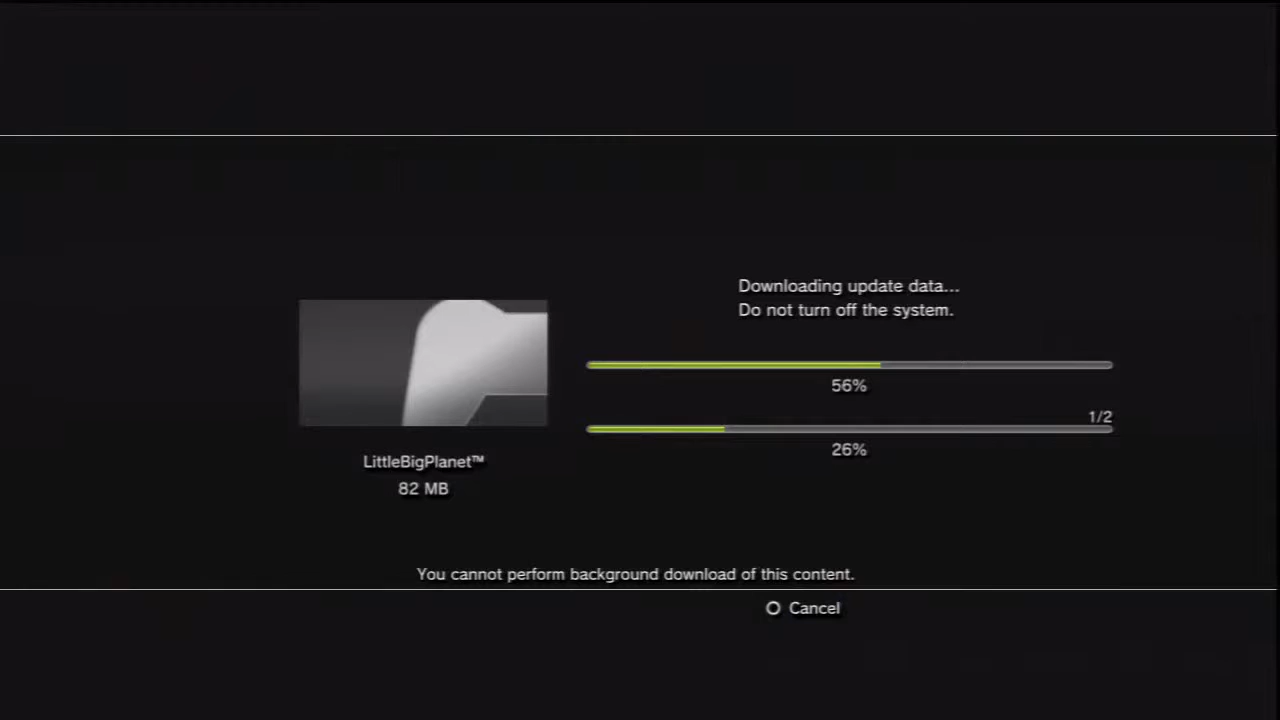 Downloading update data...
Do not turn off the system.
56%
1/2
26%
LittleBigPlanet™
82 MB
You cannot perform background download of this content.
O Cancel